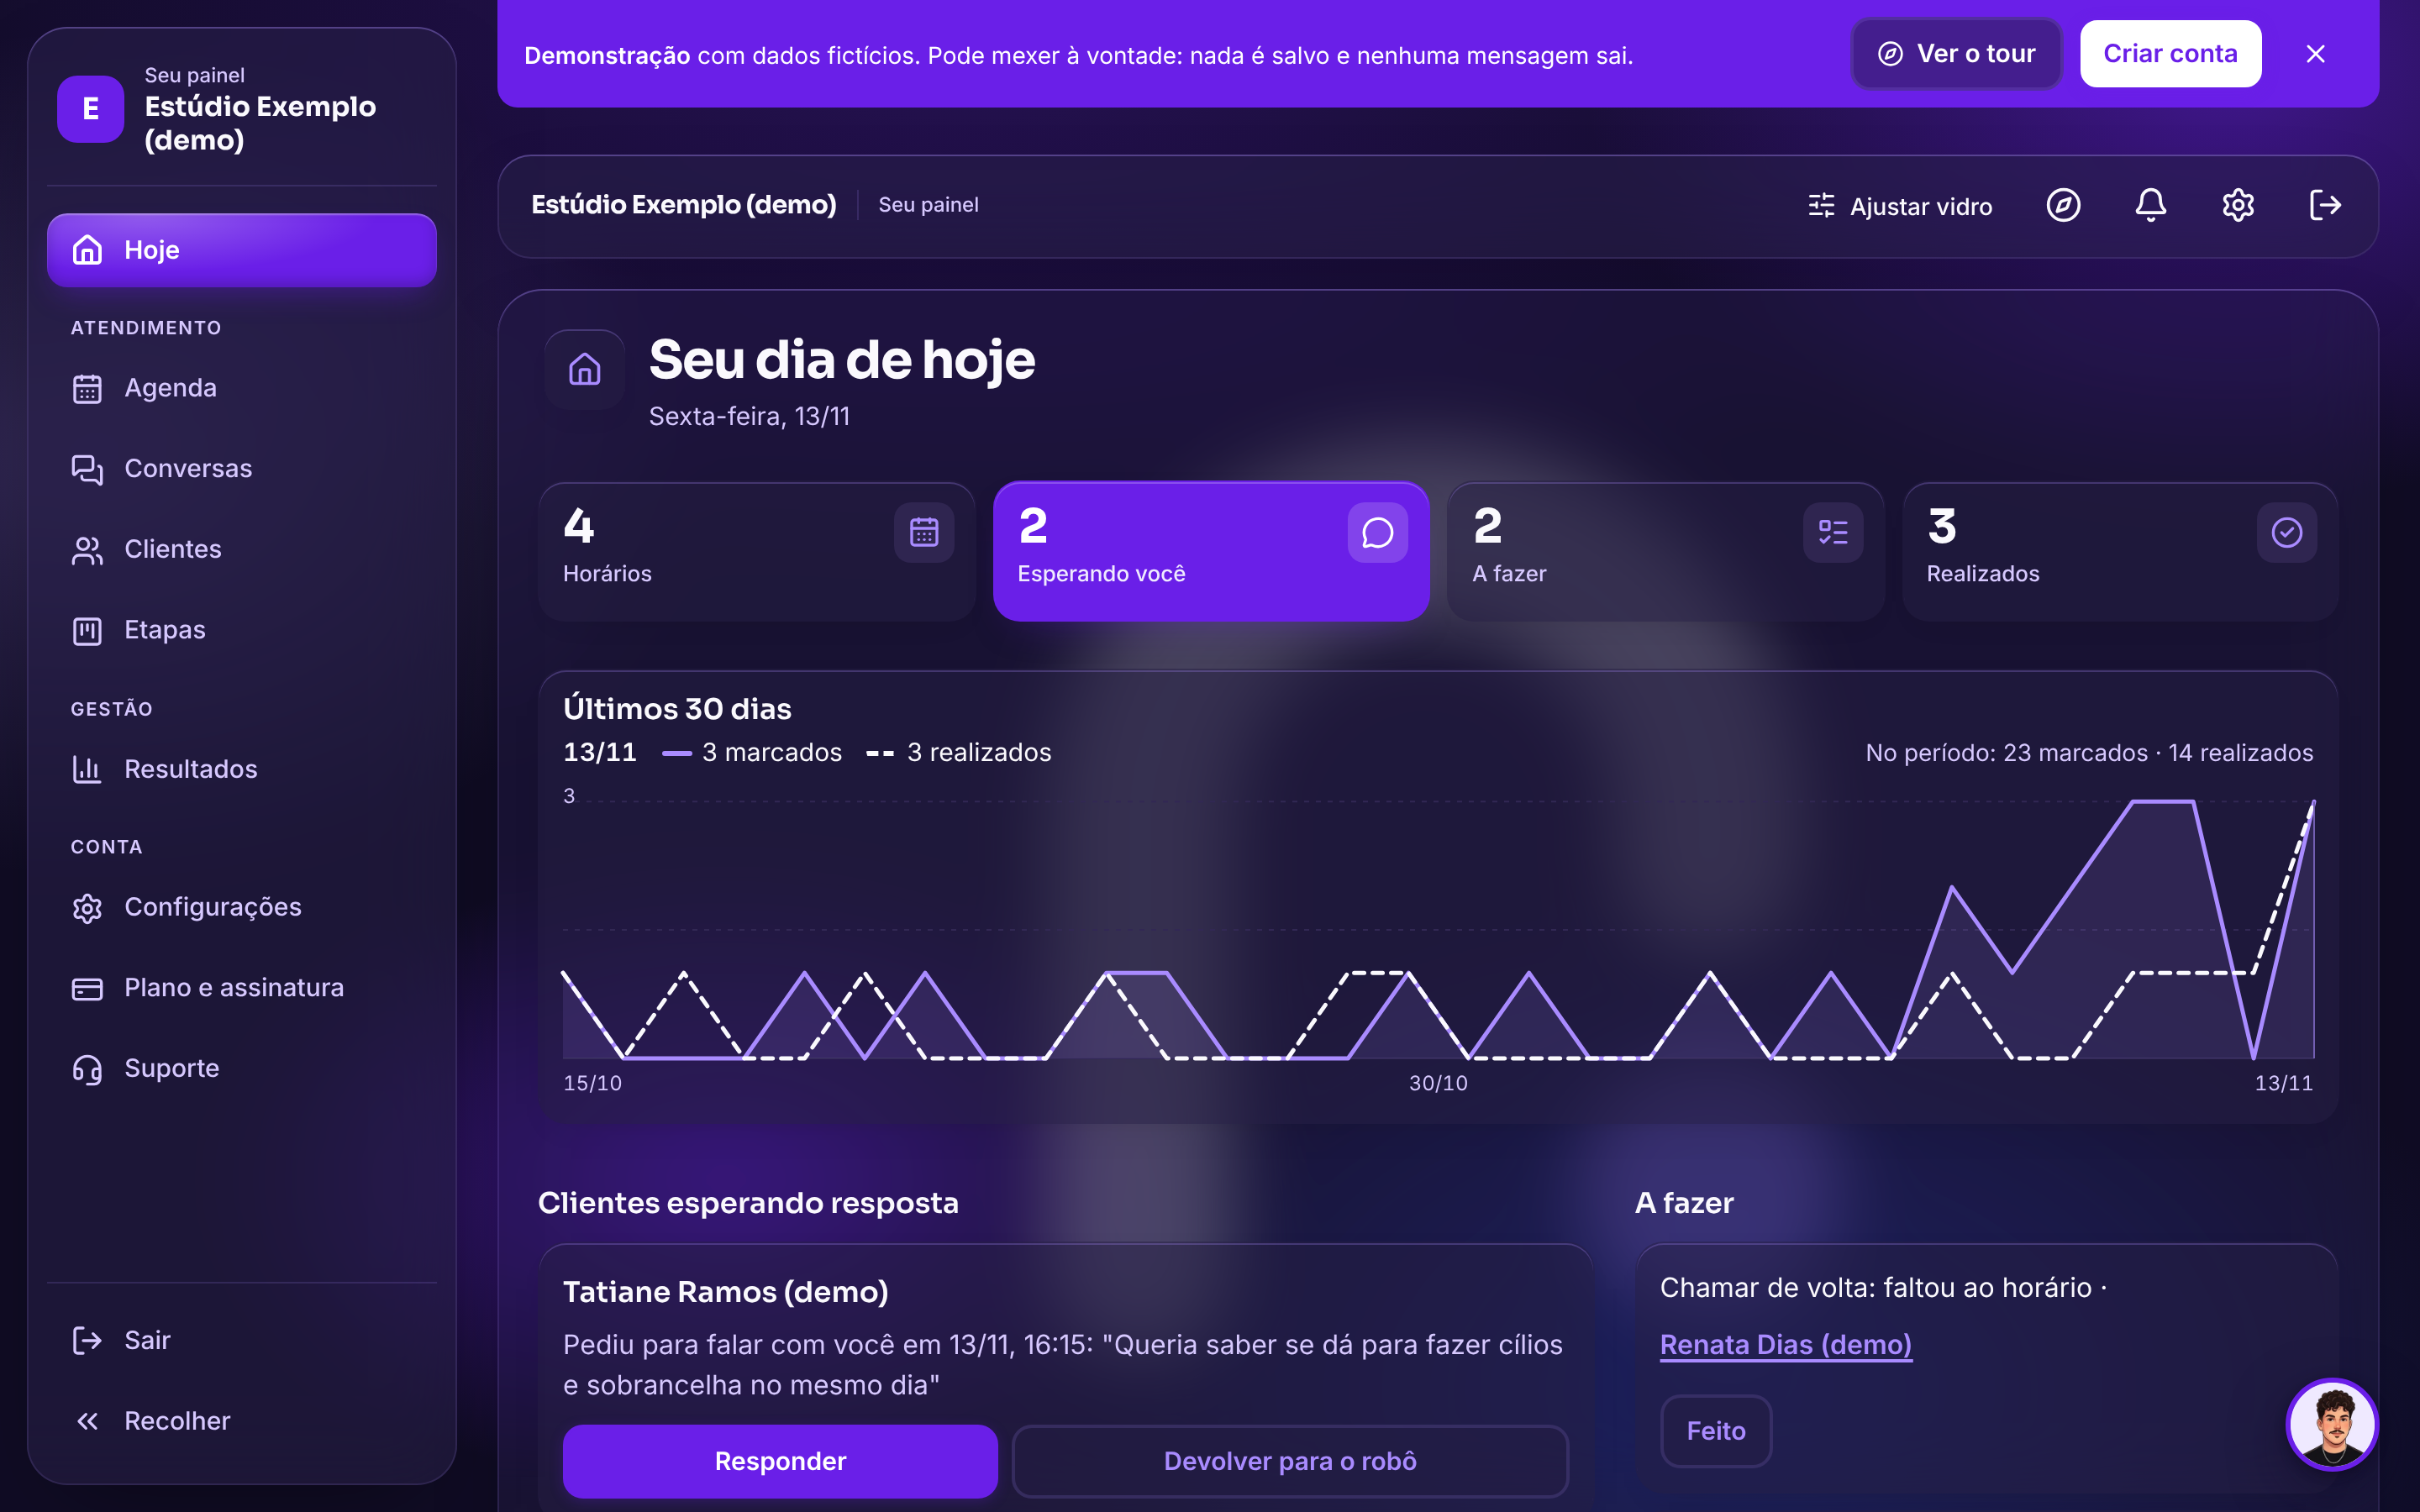 Seu painel
E
Estúdio Exemplo
(demo)
Hoje
ATENDIMENTO
Agenda
Conversas
Clientes
Etapas
GESTÃO
Resultados
CONTA
Configurações
Plano e assinatura
Suporte
Sair
Recolher
Demonstração com dados fictícios. Pode mexer à vontade: nada é salvo e nenhuma mensagem sai.
Ver o tour
Criar conta
Estúdio Exemplo (demo)
Seu painel
Ajustar vidro
Seu dia de hoje
Sexta-feira, 13/11
4
Horários
2
Esperando você
2
A fazer
3
Realizados
Últimos 30 dias
13/11 3 marcados 3 realizados
No período: 23 marcados · 14 realizados
3
15/10
30/10
13/11
Clientes esperando resposta
Tatiane Ramos (demo)
Pediu para falar com você em 13/11, 16:15: "Queria saber se dá para fazer cílios
e sobrancelha no mesmo dia"
Responder
Devolver para o robô
A fazer
Chamar de volta: faltou ao horário ·
Renata Dias (demo)
Feito